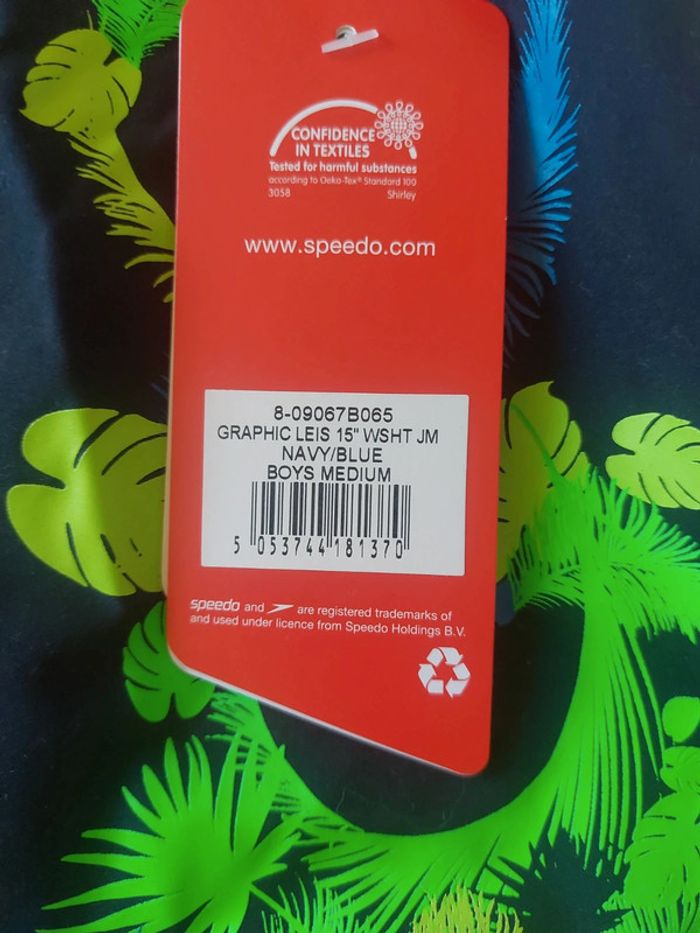 CONFIDENCE
IN TEXTILES
Tested for harmful substances
according to Oeko-Tex® Standard 100
3058 Shirley
www.speedo.com
8-09067B065
GRAPHIC LEIS 15" WSHT JM
NAVY/BLUE
BOYS MEDIUM
5 053744 181370
speedo and are registered trademarks of
and used under licence from Speedo Holdings B.V.